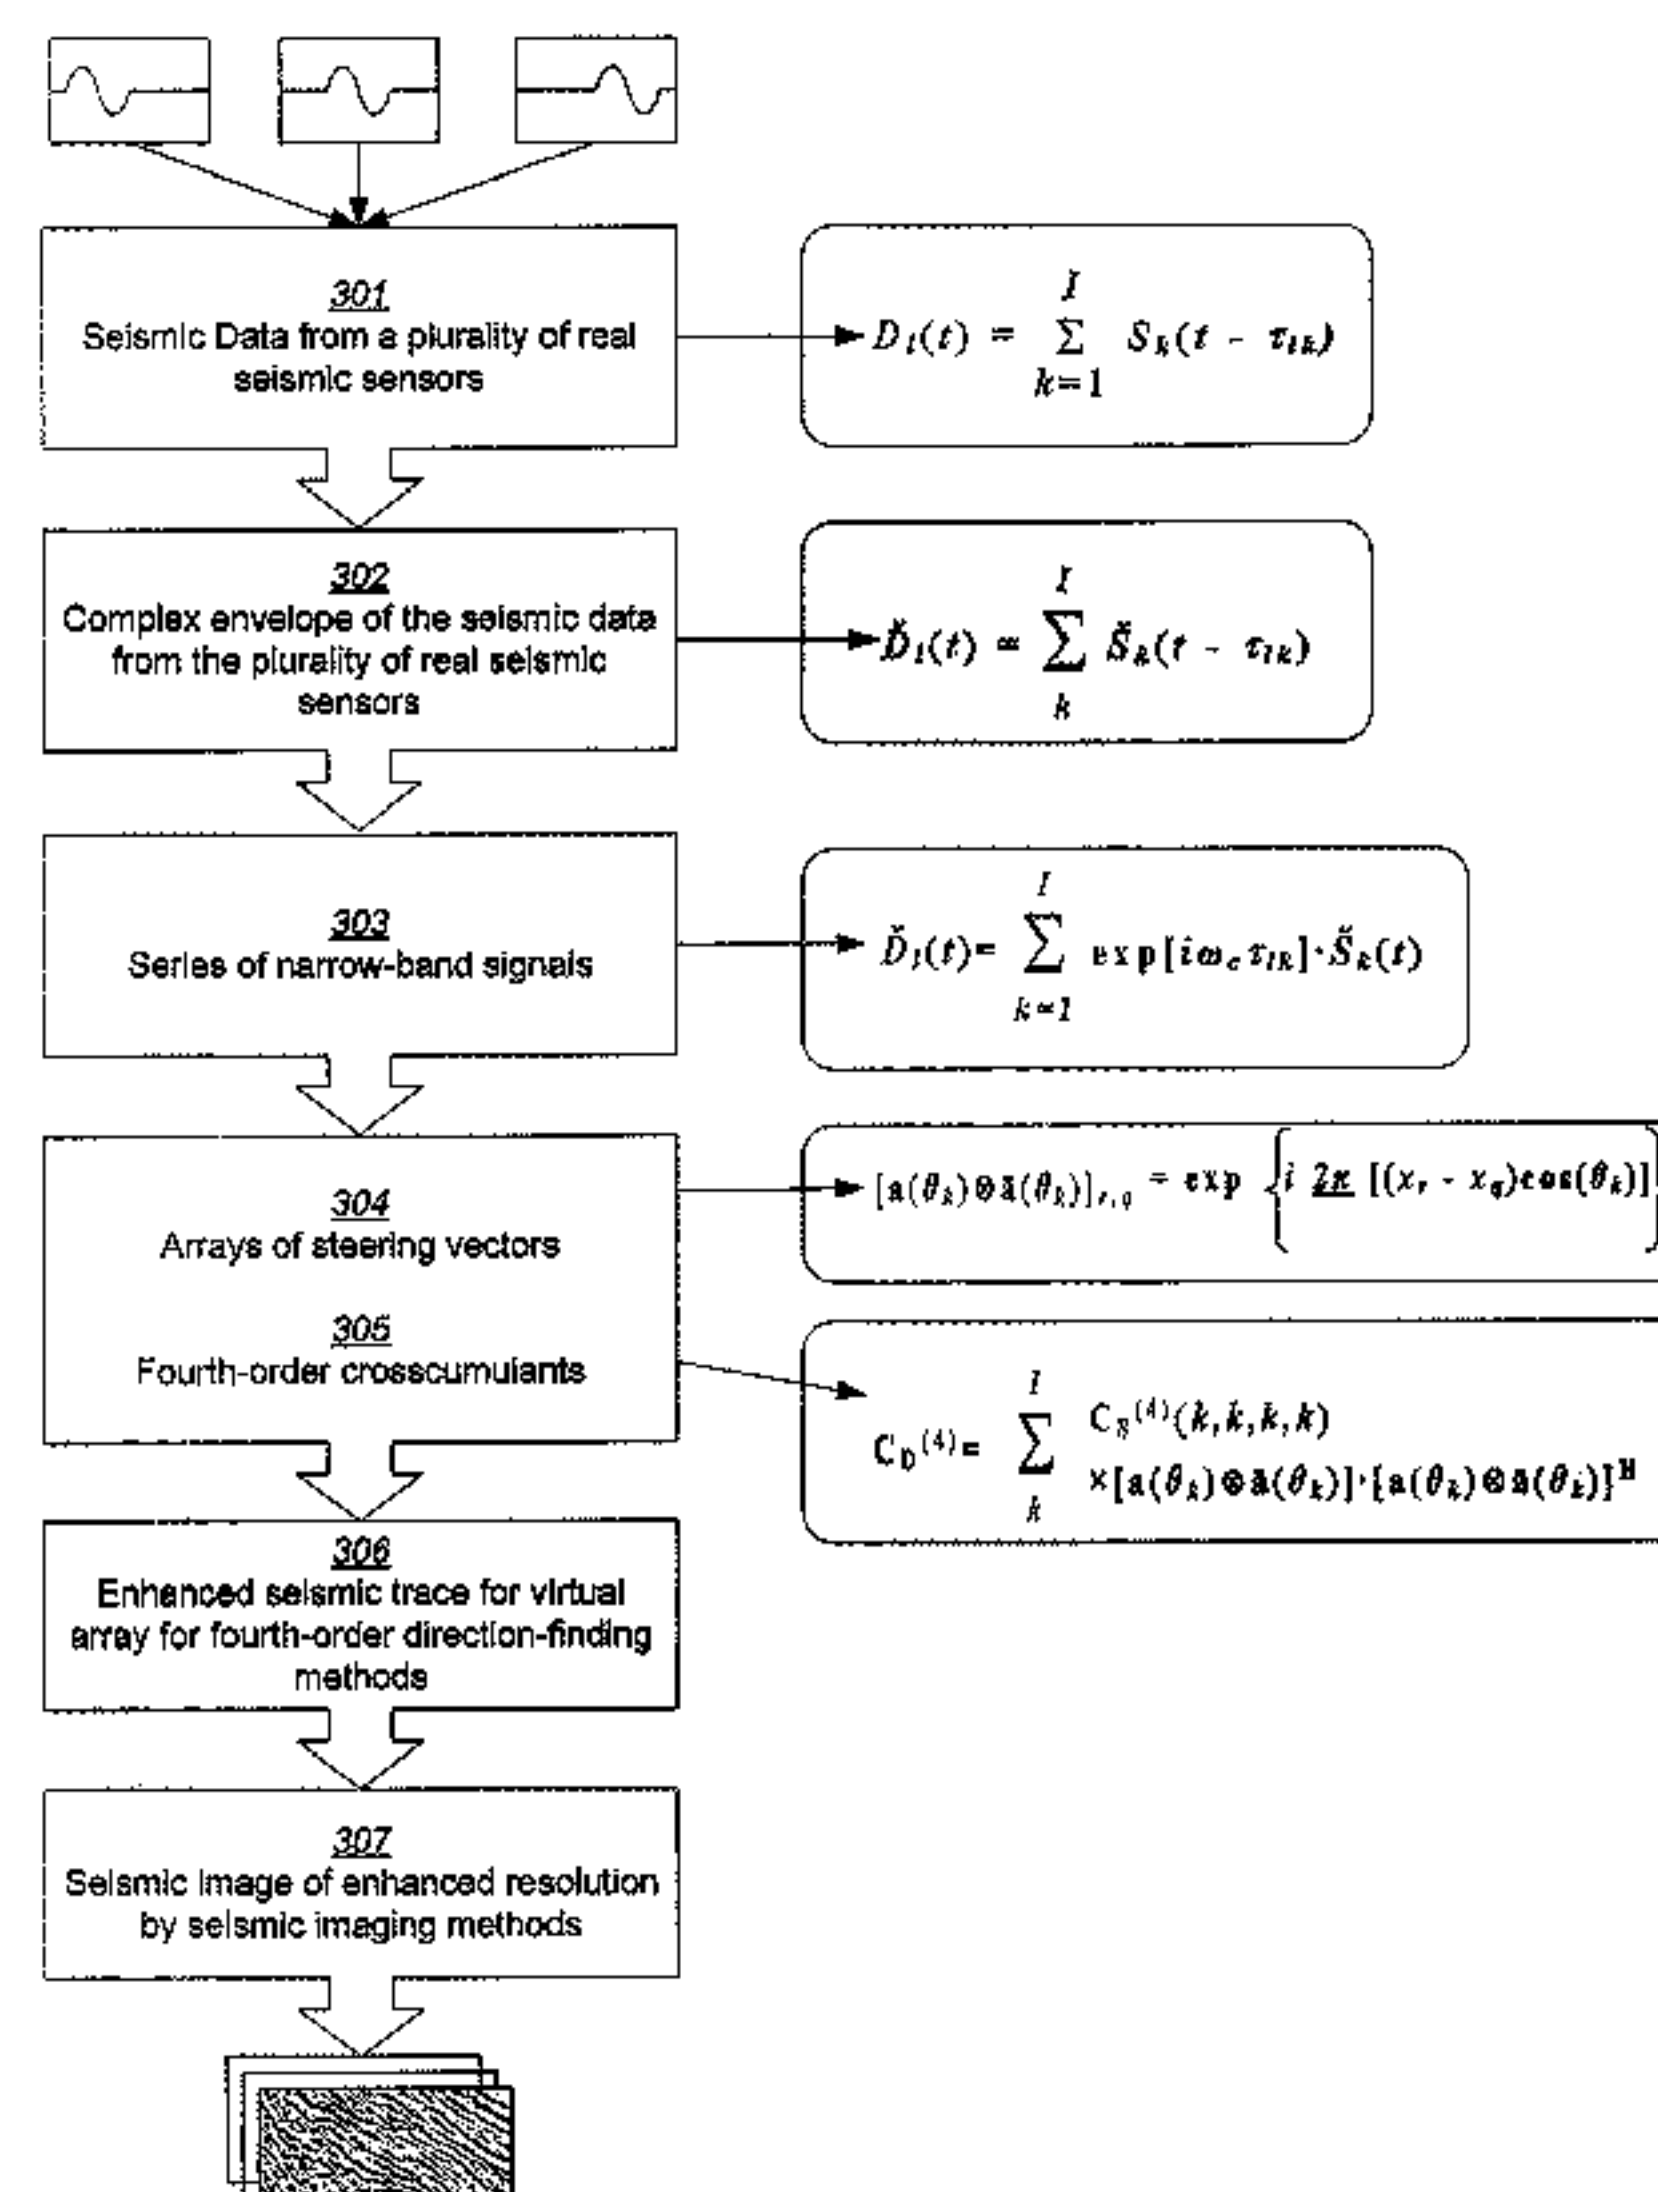 301
Seismic Data from a plurality of real
seismic sensors
I
D_l(t) = Σ S_k(t - τ_lk)
k=1
302
Complex envelope of the seismic data
from the plurality of real seismic
sensors
I
D̆_l(t) = Σ S̆_k(t - τ_lk)
k
303
Series of narrow-band signals
I
D̆_l(t)= Σ exp[iω_c τ_lk]·S̆_k(t)
k=1
304
Arrays of steering vectors
[a(θ_k)⊗ā(θ_k)]_r,q = exp {i 2π [(x_r - x_q)cos(θ_k)]}
305
Fourth-order crosscumulants
I
C_S^(4)(k,k,k,k)
C_D^(4)= Σ
×[a(θ_k)⊗ā(θ_k)]·[a(θ_k)⊗ā(θ_k)]^H
k
306
Enhanced seismic trace for virtual
array for fourth-order direction-finding
methods
307
Seismic image of enhanced resolution
by seismic imaging methods